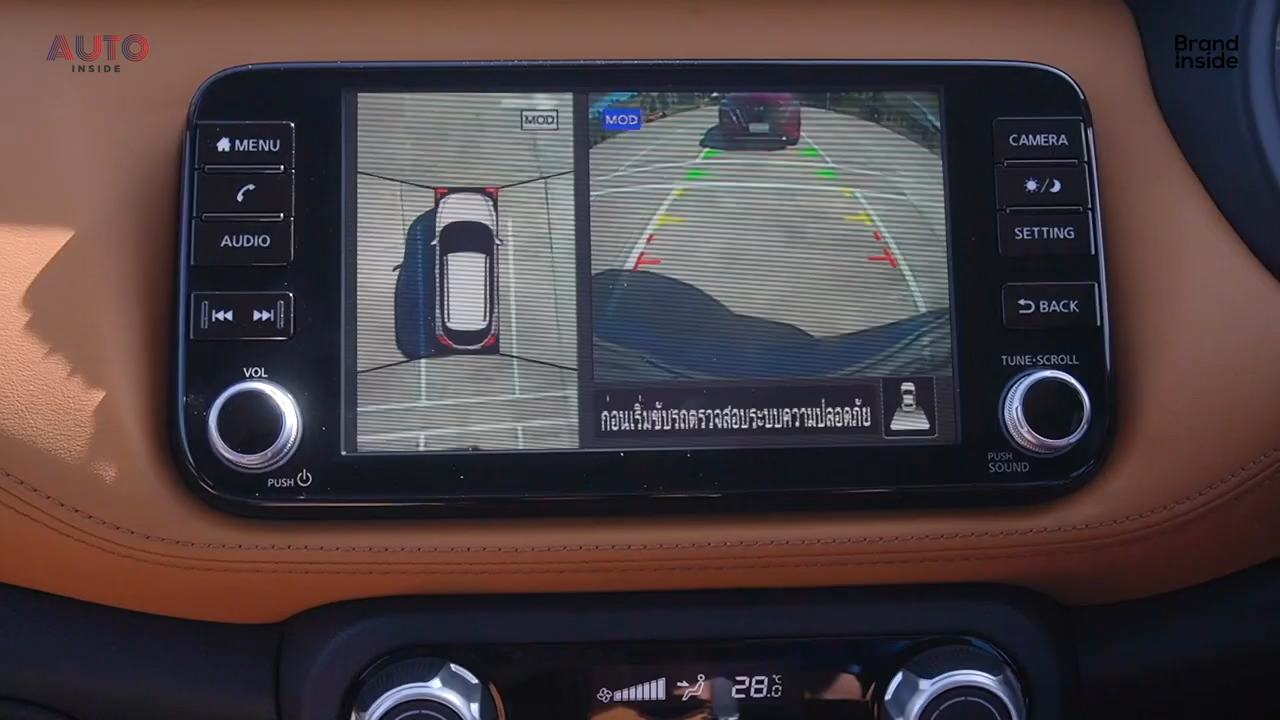 AUTO
INSIDE
Brand
Inside
MENU
AUDIO
VOL
PUSH
MOD
MOD
ก่อนเริ่มขับรถตรวจสอบระบบความปลอดภัย
CAMERA
SETTING
BACK
TUNE•SCROLL
PUSH
SOUND
28.0°C